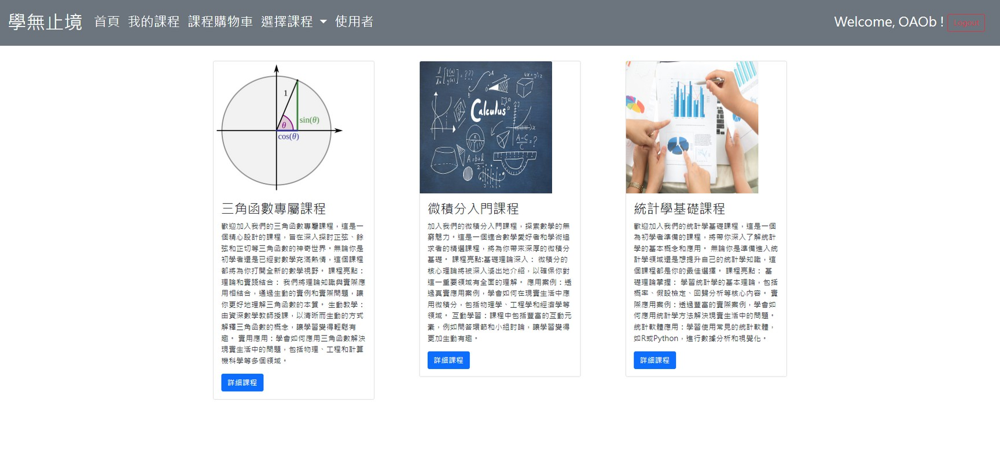 學無止境 首頁 我的課程 課程購物車 選擇課程 使用者 Welcome, OAOb ! Logout
1
sin(θ)
θ
cos(θ)
三角函數專屬課程
歡迎加入我們的三角函數專屬課程，這是一
個精心設計的課程，旨在深入探討正弦、餘
弦和正切等三角函數的神奇世界。無論你是
初學者還是已經對數學充滿熱情，這個課程
都將為你打開全新的數學視野。 課程亮點：
理論和實踐結合： 我們將理論知識與實際應
用相結合，通過生動的實例和實際問題，讓
你更好地理解三角函數的本質。 生動教學：
由資深數學教師授課，以清晰而生動的方式
解釋三角函數的概念，讓學習變得輕鬆有
趣。 實用應用：學會如何應用三角函數解決
現實生活中的問題，包括物理、工程和計算
機科學等多個領域。
詳細課程
Calculus
微積分入門課程
加入我們的微積分入門課程，探索數學的無
窮魅力。這是一個適合數學愛好者和學術追
求者的精選課程，將為你帶來深厚的微積分
基礎。 課程亮點:基礎理論深入： 微積分的
核心理論將被深入淺出地介紹，以確保你對
這一重要領域有全面的理解。 應用案例：透
過真實應用案例，學會如何在現實生活中應
用微積分，包括物理學、工程學和經濟學等
領域。 互動學習：課程中包括豐富的互動元
素，例如問答環節和小組討論，讓學習變得
更加生動有趣。
詳細課程
統計學基礎課程
歡迎加入我們的統計學基礎課程，這是一個
為初學者準備的課程，將帶你深入了解統計
學的基本概念和應用。 無論你是準備進入統
計學領域還是想提升自己的統計學知識，這
個課程都是你的最佳選擇。 課程亮點： 基
礎理論掌握： 學習統計學的基本理論，包括
概率、假設檢定、回歸分析等核心內容。 實
際應用案例：透過豐富的實際案例，學會如
何應用統計學方法解決現實生活中的問題。
統計軟體應用：學習使用常見的統計軟體，
如R或Python，進行數據分析和視覺化。
詳細課程